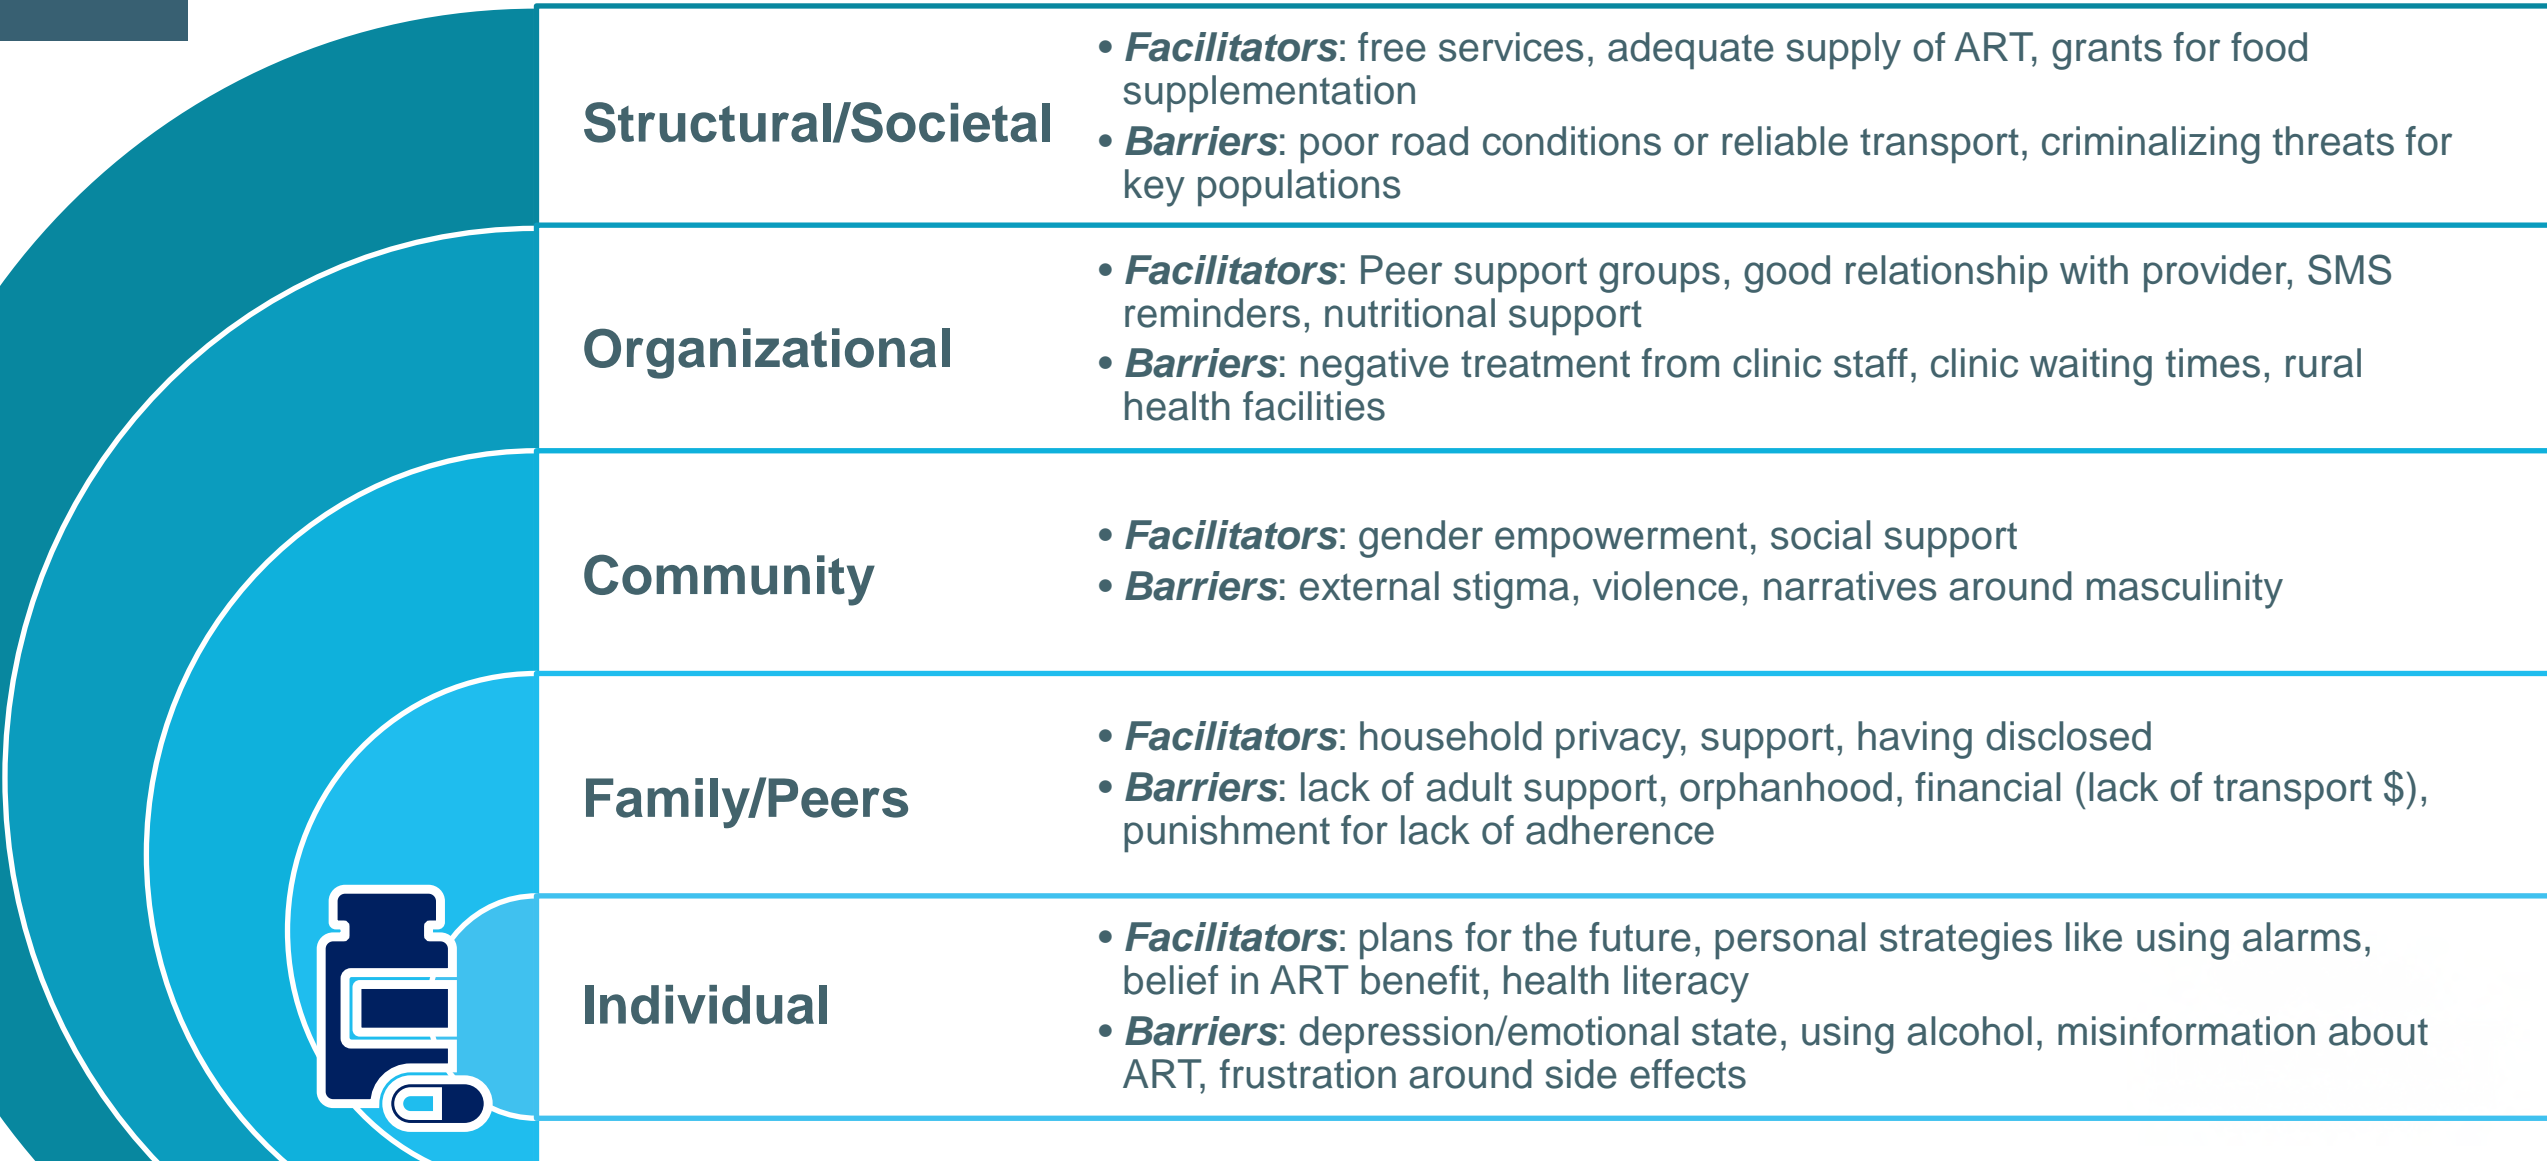 Structural/Societal
• Facilitators: free services, adequate supply of ART, grants for food
supplementation
• Barriers: poor road conditions or reliable transport, criminalizing threats for
key populations
Organizational
• Facilitators: Peer support groups, good relationship with provider, SMS
reminders, nutritional support
• Barriers: negative treatment from clinic staff, clinic waiting times, rural
health facilities
Community
• Facilitators: gender empowerment, social support
• Barriers: external stigma, violence, narratives around masculinity
Family/Peers
• Facilitators: household privacy, support, having disclosed
• Barriers: lack of adult support, orphanhood, financial (lack of transport $),
punishment for lack of adherence
Individual
• Facilitators: plans for the future, personal strategies like using alarms,
belief in ART benefit, health literacy
• Barriers: depression/emotional state, using alcohol, misinformation about
ART, frustration around side effects